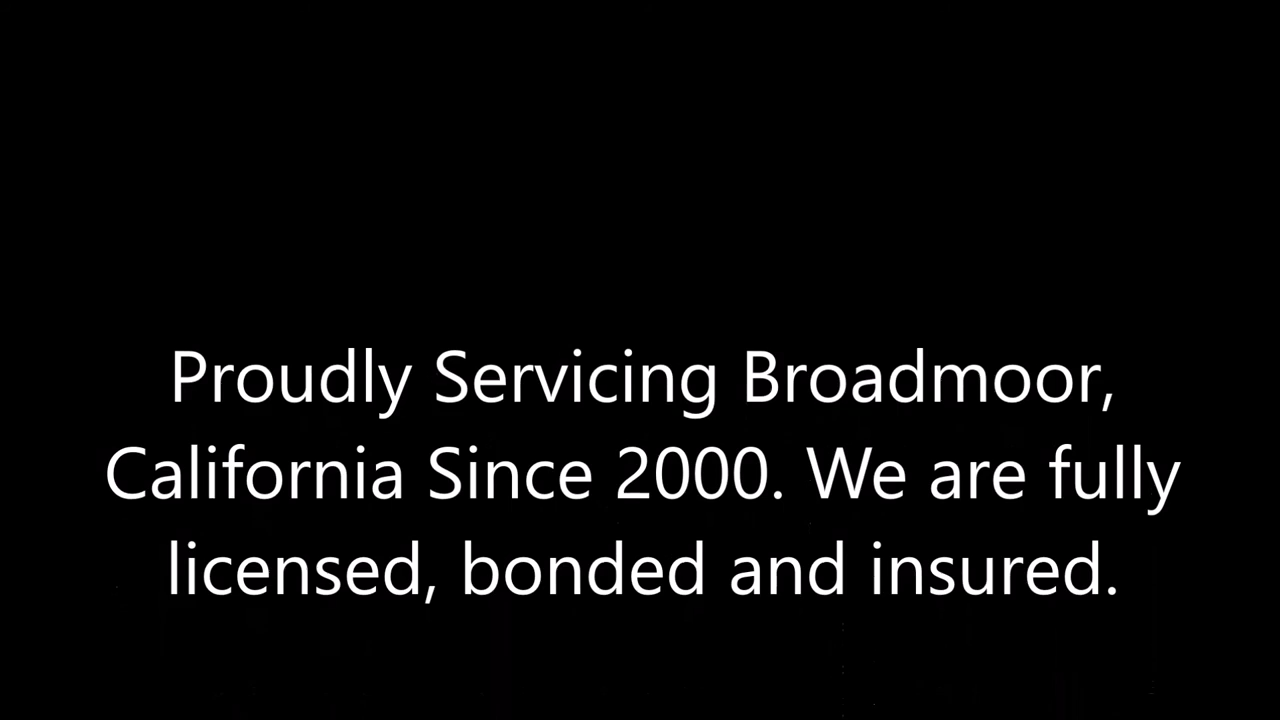 Proudly Servicing Broadmoor,
California Since 2000. We are fully
licensed, bonded and insured.